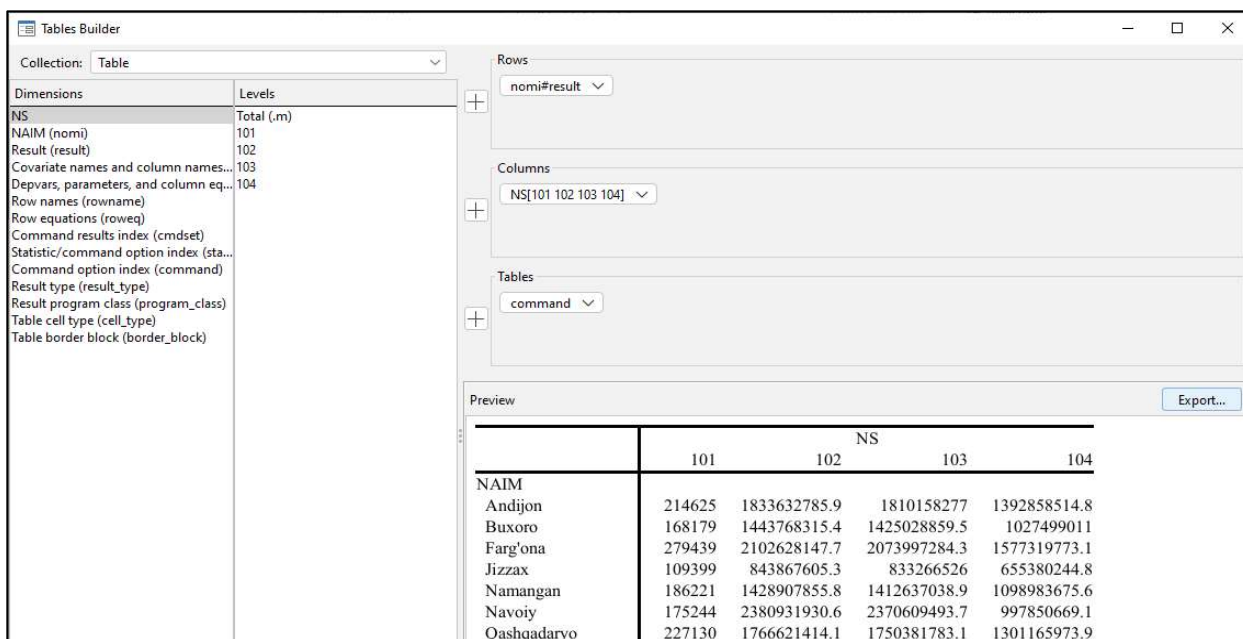 Tables Builder
Collection: Table
Dimensions Levels
NS Total (.m)
NAIM (nomi) 101
Result (result) 102
Covariate names and column names... 103
Depvars, parameters, and column eq... 104
Row names (rowname)
Row equations (roweq)
Command results index (cmdset)
Statistic/command option index (sta...
Command option index (command)
Result type (result_type)
Result program class (program_class)
Table cell type (cell_type)
Table border block (border_block)
Rows
nomi#result
Columns
NS[101 102 103 104]
Tables
command
Preview Export...
NS
101 102 103 104
NAIM
Andijon 214625 1833632785.9 1810158277 1392858514.8
Buxoro 168179 1443768315.4 1425028859.5 1027499011
Farg'ona 279439 2102628147.7 2073997284.3 1577319773.1
Jizzax 109399 843867605.3 833266526 655380244.8
Namangan 186221 1428907855.8 1412637038.9 1098983675.6
Navoiy 175244 2380931930.6 2370609493.7 997850669.1
Qashqadaryo 227130 1766621414.1 1750381783.1 1301165973.9